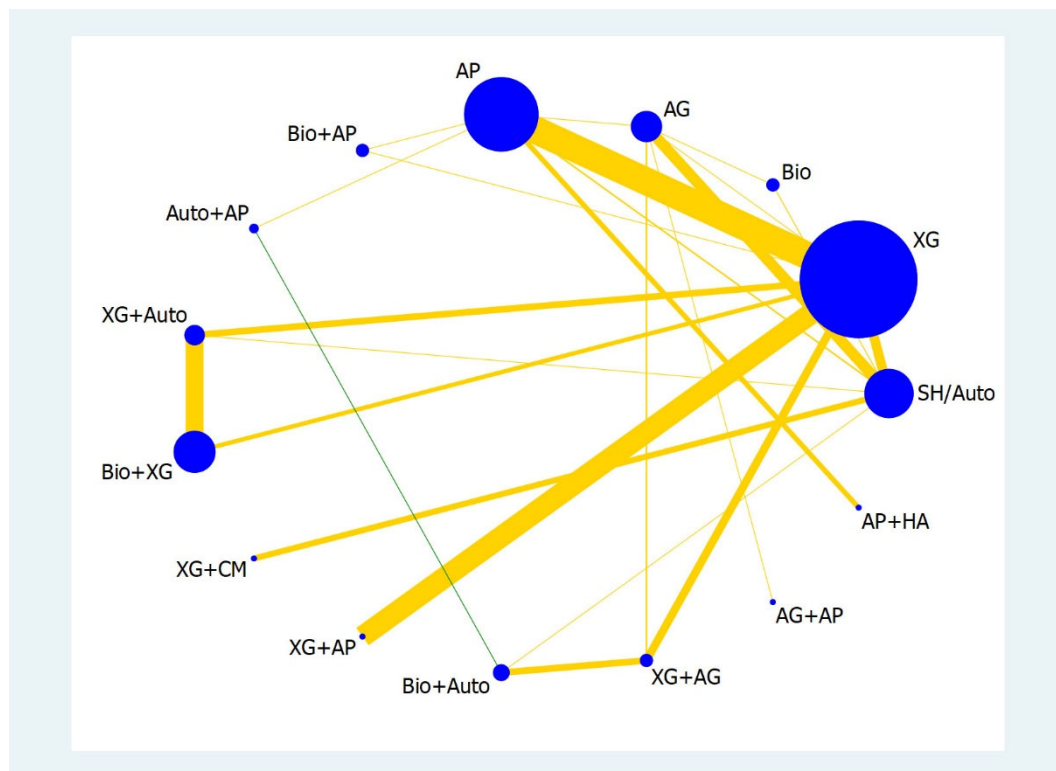 AP
AG
Bio+AP
Bio
Auto+AP
XG
XG+Auto
SH/Auto
Bio+XG
AP+HA
XG+CM
AG+AP
XG+AP
XG+AG
Bio+Auto